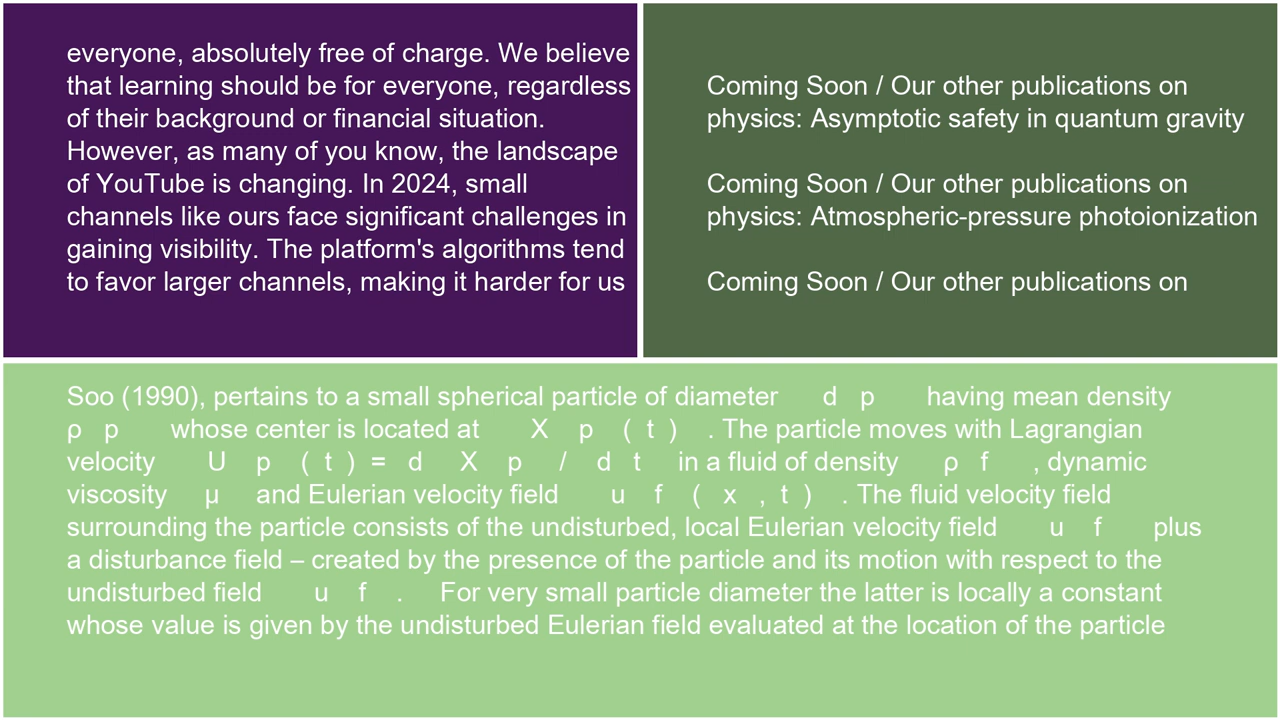 everyone, absolutely free of charge. We believe
that learning should be for everyone, regardless
of their background or financial situation.
However, as many of you know, the landscape
of YouTube is changing. In 2024, small
channels like ours face significant challenges in
gaining visibility. The platform's algorithms tend
to favor larger channels, making it harder for us
Coming Soon / Our other publications on
physics: Asymptotic safety in quantum gravity
Coming Soon / Our other publications on
physics: Atmospheric-pressure photoionization
Coming Soon / Our other publications on
Soo (1990), pertains to a small spherical particle of diameter d p having mean density
ρ p whose center is located at X p ( t ) . The particle moves with Lagrangian
velocity U p ( t ) = d X p / d t in a fluid of density ρ f , dynamic
viscosity μ and Eulerian velocity field u f ( x , t ) . The fluid velocity field
surrounding the particle consists of the undisturbed, local Eulerian velocity field u f plus
a disturbance field – created by the presence of the particle and its motion with respect to the
undisturbed field u f . For very small particle diameter the latter is locally a constant
whose value is given by the undisturbed Eulerian field evaluated at the location of the particle